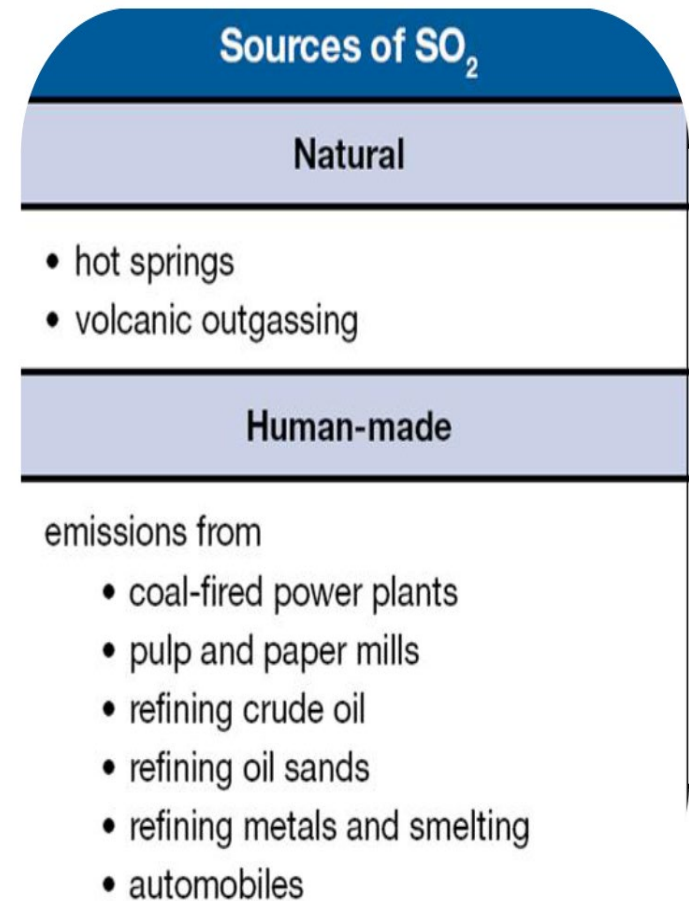 Sources of SO₂
Natural
• hot springs
• volcanic outgassing
Human-made
emissions from
• coal-fired power plants
• pulp and paper mills
• refining crude oil
• refining oil sands
• refining metals and smelting
• automobiles